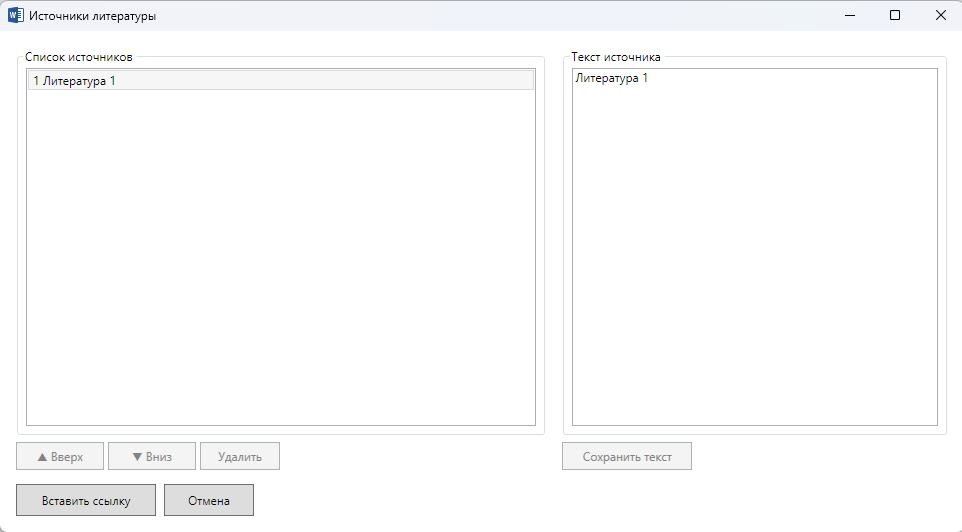 Источники литературы
Список источников
1 Литература 1
Текст источника
Литература 1
▲ Вверх
▼ Вниз
Удалить
Сохранить текст
Вставить ссылку
Отмена